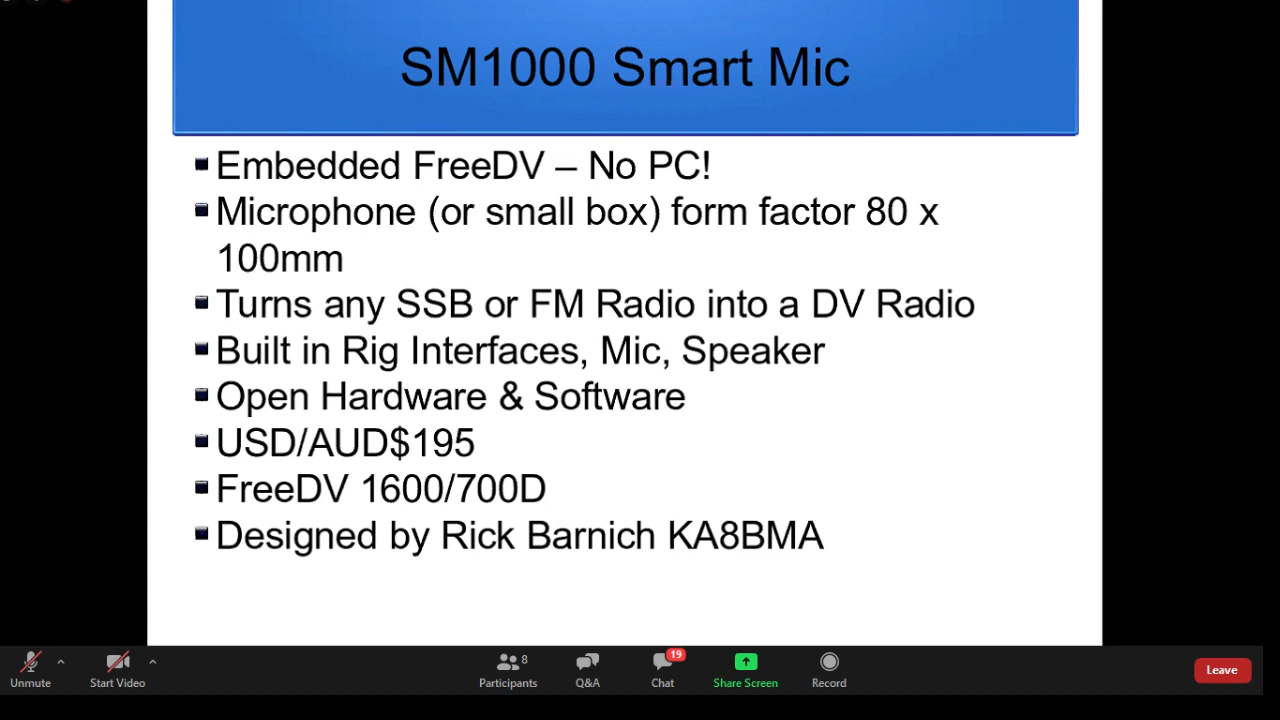 SM1000 Smart Mic
Embedded FreeDV – No PC!
Microphone (or small box) form factor 80 x
100mm
Turns any SSB or FM Radio into a DV Radio
Built in Rig Interfaces, Mic, Speaker
Open Hardware & Software
USD/AUD$195
FreeDV 1600/700D
Designed by Rick Barnich KA8BMA
8
19
Unmute
Start Video
Participants
Q&A
Chat
Share Screen
Record
Leave